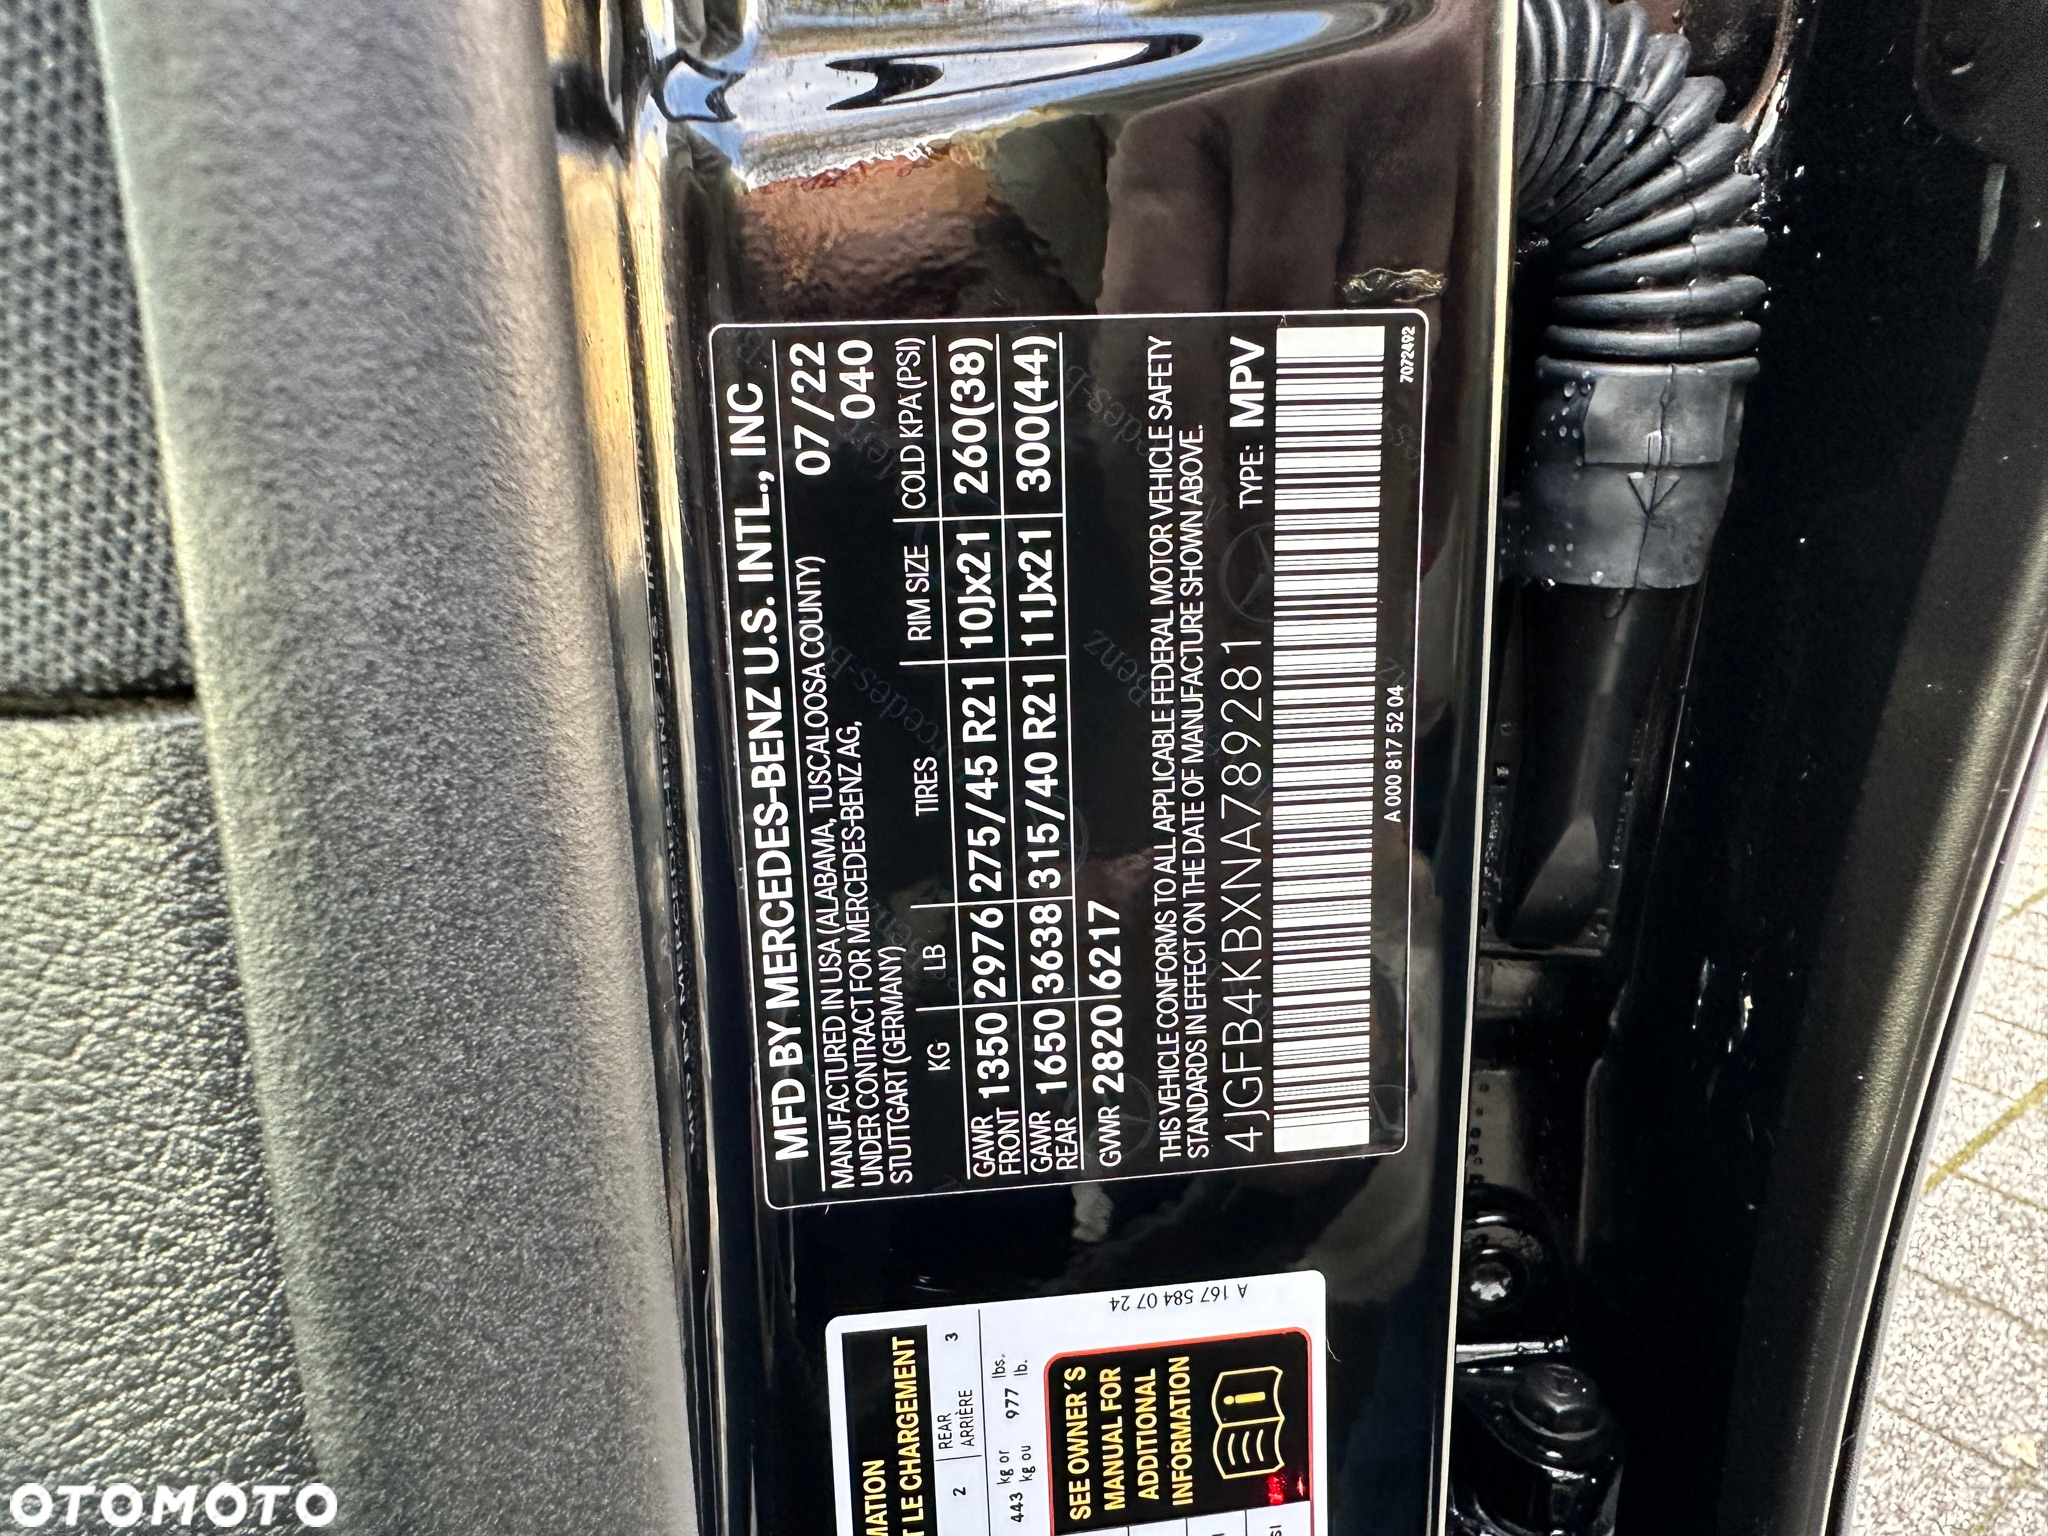 MFD BY MERCEDES-BENZ U.S. INTL., INC
MANUFACTURED IN USA (ALABAMA, TUSCALOOSA COUNTY) 07/22
UNDER CONTRACT FOR MERCEDES-BENZ AG, 040
STUTTGART (GERMANY)
KG LB TIRES RIM SIZE COLD KPA (PSI)
GAWR FRONT 1350 2976 275/45 R21 10Jx21 260(38)
GAWR REAR 1650 3638 315/40 R21 11Jx21 300(44)
GVWR 2820 6217
THIS VEHICLE CONFORMS TO ALL APPLICABLE FEDERAL MOTOR VEHICLE SAFETY
STANDARDS IN EFFECT ON THE DATE OF MANUFACTURE SHOWN ABOVE.
4JGFB4KBXNA789281 TYPE: MPV
A 000 817 52 04 7072492
LE CHARGEMENT
2 REAR ARRIÈRE 3
443 kg or kg ou 977 lbs. lb.
A 167 584 07 24
SEE OWNER'S
MANUAL FOR
ADDITIONAL
INFORMATION
OTOMOTO